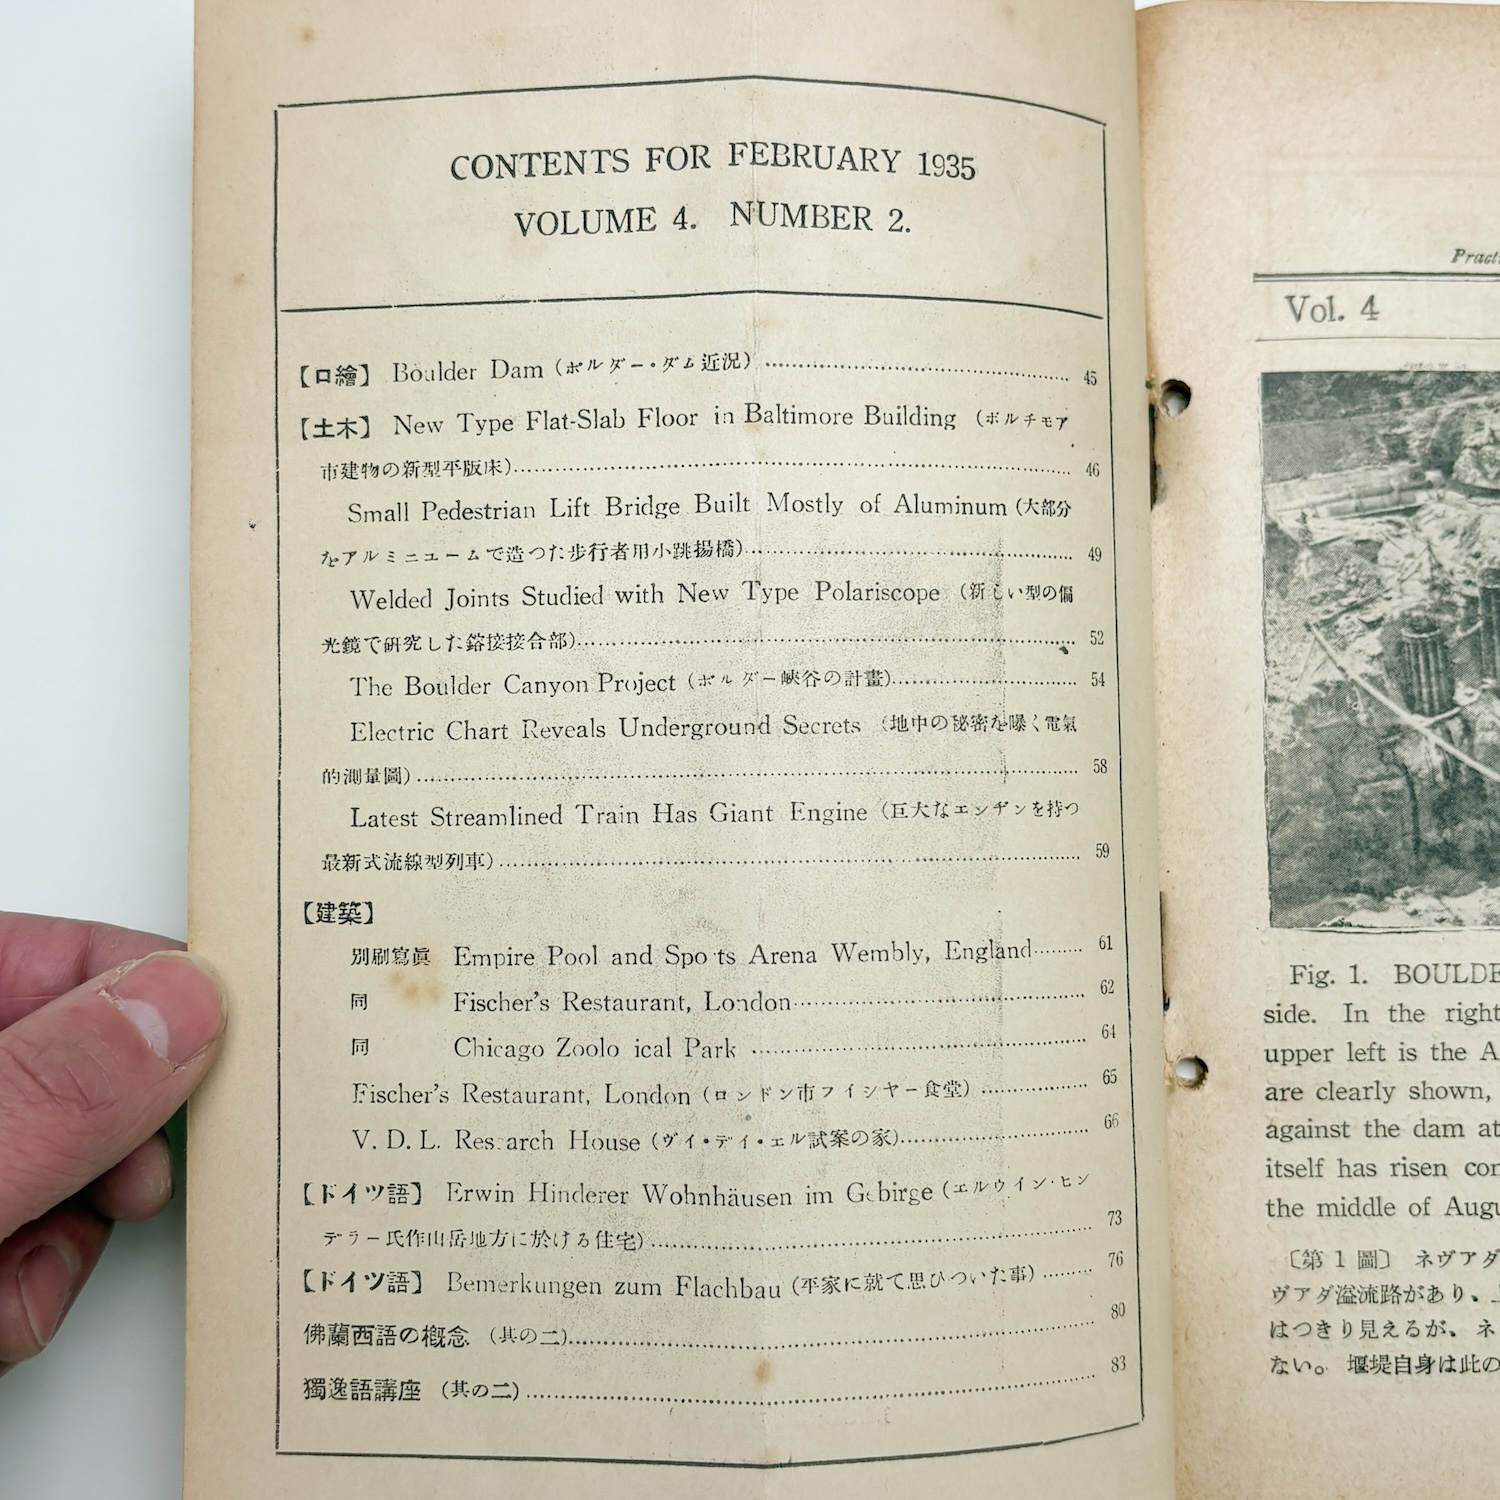 CONTENTS FOR FEBRUARY 1935
VOLUME 4. NUMBER 2.
【口繪】 Boulder Dam (ボルダー・ダム近況) 45
【土木】 New Type Flat-Slab Floor in Baltimore Building (ボルチモア
市建物の新型平版床) 46
Small Pedestrian Lift Bridge Built Mostly of Aluminum (大部分
をアルミニユームで造つた歩行者用小跳揚橋) 49
Welded Joints Studied with New Type Polariscope (新しい型の偏
光鏡で研究した鎔接接合部) 52
The Boulder Canyon Project (ボルダー峽谷の計畫) 54
Electric Chart Reveals Underground Secrets (地中の秘密を曝く電氣
的測量圖) 58
Latest Streamlined Train Has Giant Engine (巨大なエンヂンを持つ
最新式流線型列車) 59
【建築】
別刷寫眞 Empire Pool and Spo ts Arena Wembly, England 61
同 Fischer's Restaurant, London 62
同 Chicago Zoolo ical Park 64
Fischer's Restaurant, London (ロンドン市フイシヤー食堂) 65
V. D. L. Research House (ヴイ・デイ・エル試案の家) 66
【ドイツ語】 Erwin Hinderer Wohnhäusen im Gebirge (エルウイン・ヒン
デラー氏作山岳地方に於ける住宅) 73
【ドイツ語】 Bemerkungen zum Flachbau (平家に就て思ひついた事) 76
佛蘭西語の概念 (其の二) 80
獨逸語講座 (其の二) 83
Vol. 4
Fig. 1. BOULDE
side. In the right
upper left is the A
are clearly shown,
against the dam at
itself has risen con
the middle of Augu
〔第1圖〕 ネヴアダ
ヴアダ溢流路があり、
はつきり見えるが、ネ
ない。 堰堤自身は此の